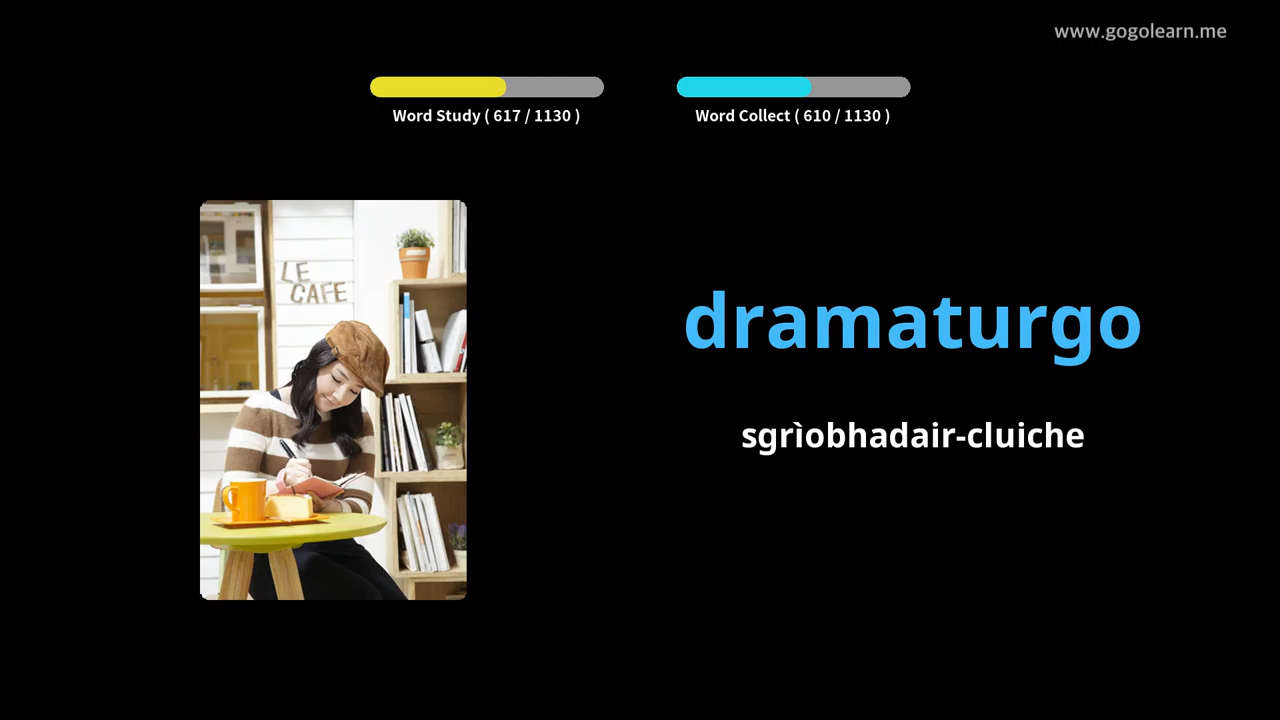 www.gogolearn.me
Word Study ( 617 / 1130 )
Word Collect ( 610 / 1130 )
LE
CAFE
dramaturgo
sgrìobhadair-cluiche